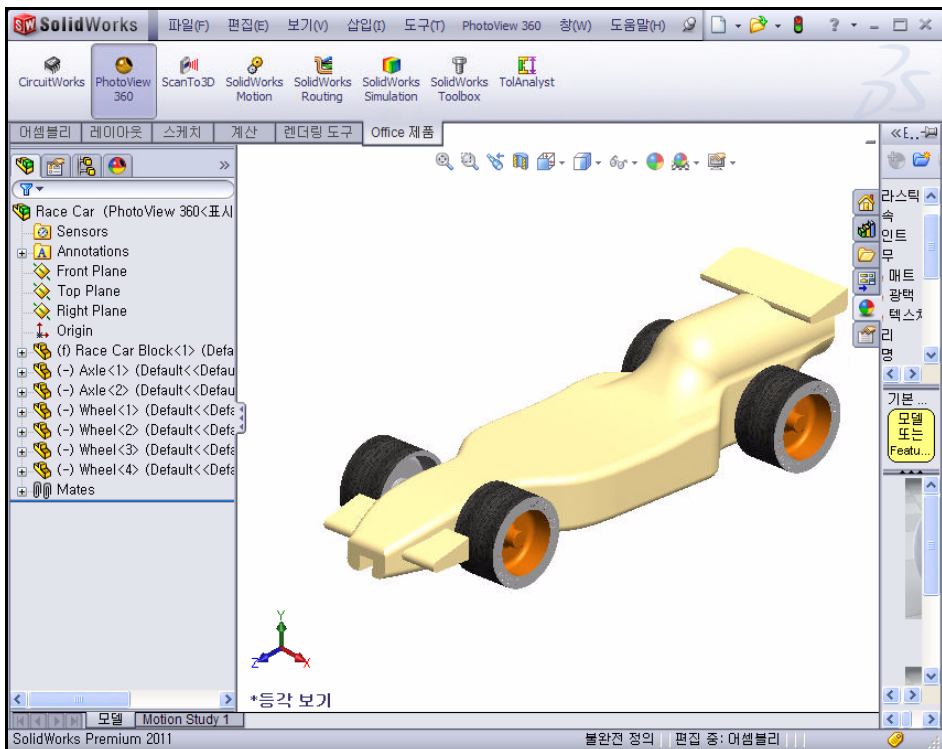 SolidWorks 파일(F) 편집(E) 보기(V) 삽입(I) 도구(T) PhotoView 360 창(W) 도움말(H) ?
CircuitWorks PhotoView 360 ScanTo3D SolidWorks Motion SolidWorks Routing SolidWorks Simulation SolidWorks Toolbox TolAnalyst
어셈블리 레이아웃 스케치 계산 렌더링 도구 Office 제품
«E..
Race Car (PhotoView 360<표시
Sensors
Annotations
Front Plane
Top Plane
Right Plane
Origin
(f) Race Car Block<1> (Defa
(-) Axle<1> (Default<<Defau
(-) Axle<2> (Default<<Defau
(-) Wheel<1> (Default<<Defa
(-) Wheel<2> (Default<<Defa
(-) Wheel<3> (Default<<Defa
(-) Wheel<4> (Default<<Defa
Mates
라스틱
속
인트
무
매트
광택
텍스처
리
명
기본 ...
모델
또는
Featu...
Y
Z X
*등각 보기
모델 Motion Study 1
SolidWorks Premium 2011 불완전 정의 편집 중: 어셈블리